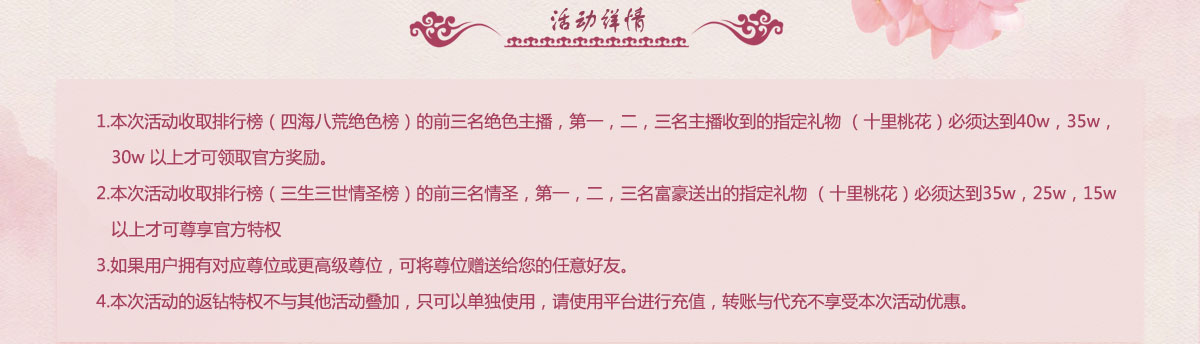 活动详情
1.本次活动收取排行榜（四海八荒绝色榜）的前三名绝色主播，第一，二，三名主播收到的指定礼物 （十里桃花）必须达到40w，35w，
30w 以上才可领取官方奖励。
2.本次活动收取排行榜（三生三世情圣榜）的前三名情圣，第一，二，三名富豪送出的指定礼物 （十里桃花）必须达到35w，25w，15w
以上才可尊享官方特权
3.如果用户拥有对应尊位或更高级尊位，可将尊位赠送给您的任意好友。
4.本次活动的返钻特权不与其他活动叠加，只可以单独使用，请使用平台进行充值，转账与代充不享受本次活动优惠。